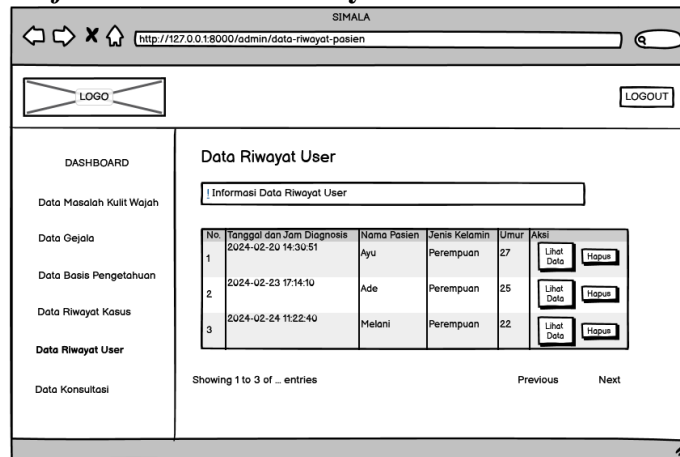 SIMALA
http://127.0.0.1:8000/admin/data-riwayat-pasien
LOGO
LOGOUT
DASHBOARD
Data Masalah Kulit Wajah
Data Gejala
Data Basis Pengetahuan
Data Riwayat Kasus
Data Riwayat User
Data Konsultasi
Data Riwayat User
! Informasi Data Riwayat User
No. Tanggal dan Jam Diagnosis Nama Pasien Jenis Kelamin Umur Aksi
1 2024-02-20 14:30:51 Ayu Perempuan 27 Lihat Data Hapus
2 2024-02-23 17:14:10 Ade Perempuan 25 Lihat Data Hapus
3 2024-02-24 11:22:40 Melani Perempuan 22 Lihat Data Hapus
Showing 1 to 3 of ... entries Previous Next